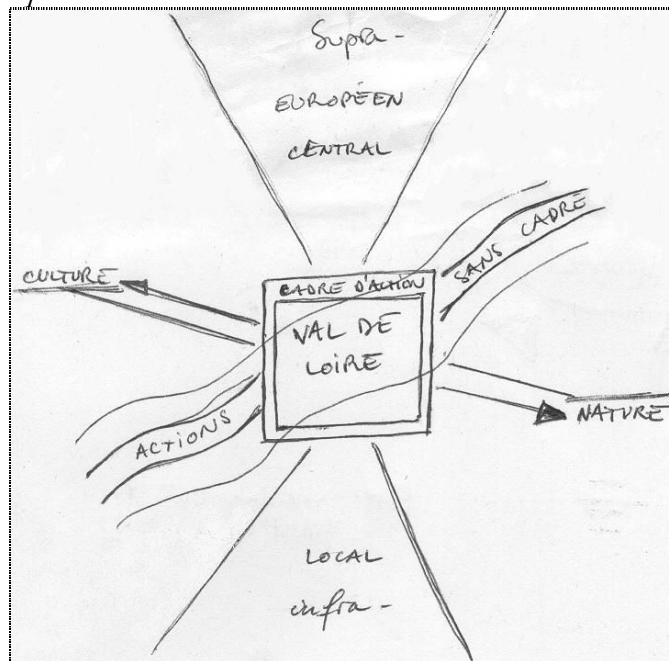 Supra-
EUROPÉEN
CENTRAL
SANS CADRE
CULTURE
CADRE D'ACTION
VAL DE
LOIRE
NATURE
ACTIONS
LOCAL
infra-